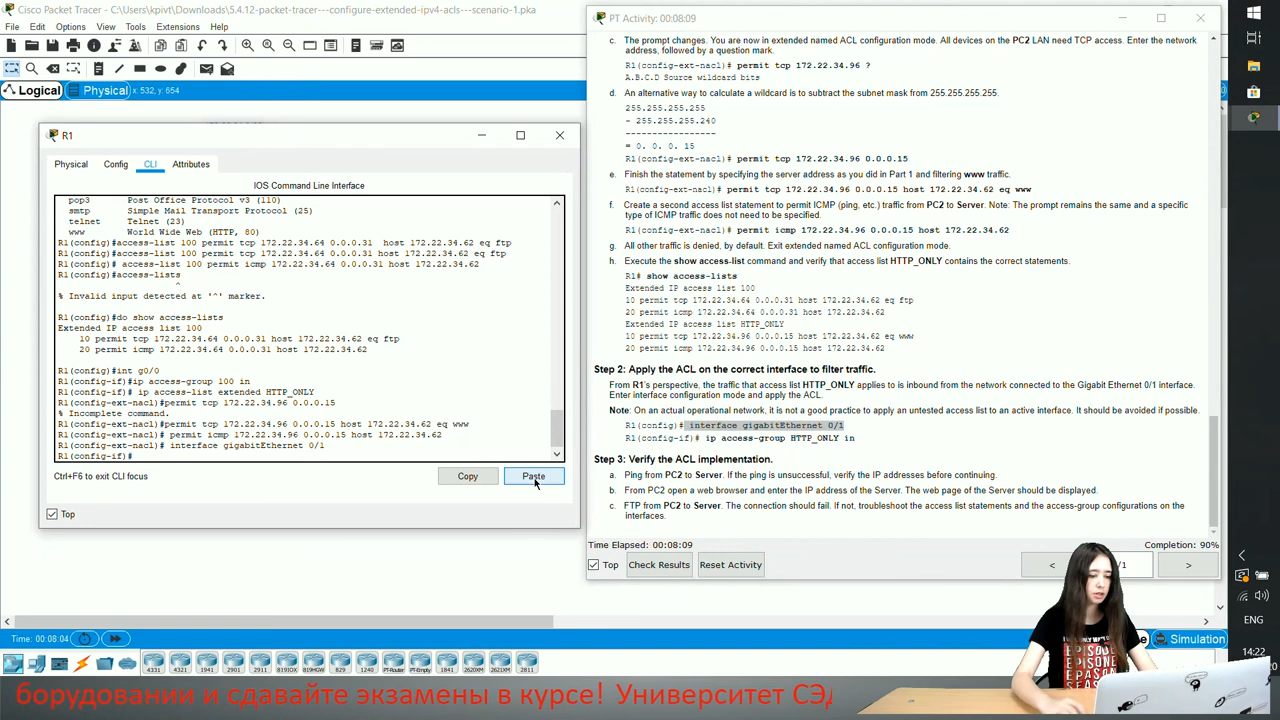 Cisco Packet Tracer - C:\Users\kpivt\Downloads\5.4.12-packet-tracer---configure-extended-ipv4-acls---scenario-1.pka
File Edit Options View Tools Extensions Help
Logical Physical x: 532, y: 654
R1
Physical Config CLI Attributes
IOS Command Line Interface
pop3 Post Office Protocol v3 (110)
smtp Simple Mail Transport Protocol (25)
telnet Telnet (23)
www World Wide Web (HTTP, 80)
R1(config)#access-list 100 permit tcp 172.22.34.64 0.0.0.31 host 172.22.34.62 eq ftp
R1(config)#access-list 100 permit tcp 172.22.34.64 0.0.0.31 host 172.22.34.62 eq ftp
R1(config)# access-list 100 permit icmp 172.22.34.64 0.0.0.31 host 172.22.34.62
R1(config)#access-lists
^
% Invalid input detected at '^' marker.
R1(config)#do show access-lists
Extended IP access list 100
10 permit tcp 172.22.34.64 0.0.0.31 host 172.22.34.62 eq ftp
20 permit icmp 172.22.34.64 0.0.0.31 host 172.22.34.62
R1(config)#int g0/0
R1(config-if)#ip access-group 100 in
R1(config-if)# ip access-list extended HTTP_ONLY
R1(config-ext-nacl)#permit tcp 172.22.34.96 0.0.0.15
% Incomplete command.
R1(config-ext-nacl)#permit tcp 172.22.34.96 0.0.0.15 host 172.22.34.62 eq www
R1(config-ext-nacl)# permit icmp 172.22.34.96 0.0.0.15 host 172.22.34.62
R1(config-ext-nacl)# interface gigabitEthernet 0/1
R1(config-if)#
Ctrl+F6 to exit CLI focus
Copy Paste
Top
PT Activity: 00:08:09
c. The prompt changes. You are now in extended named ACL configuration mode. All devices on the PC2 LAN need TCP access. Enter the network
address, followed by a question mark.
R1(config-ext-nacl)# permit tcp 172.22.34.96 ?
A.B.C.D Source wildcard bits
d. An alternative way to calculate a wildcard is to subtract the subnet mask from 255.255.255.255.
255.255.255.255
- 255.255.255.240
-----------------
= 0. 0. 0. 15
R1(config-ext-nacl)# permit tcp 172.22.34.96 0.0.0.15
e. Finish the statement by specifying the server address as you did in Part 1 and filtering www traffic.
R1(config-ext-nacl)# permit tcp 172.22.34.96 0.0.0.15 host 172.22.34.62 eq www
f. Create a second access list statement to permit ICMP (ping, etc.) traffic from PC2 to Server. Note: The prompt remains the same and a specific
type of ICMP traffic does not need to be specified.
R1(config-ext-nacl)# permit icmp 172.22.34.96 0.0.0.15 host 172.22.34.62
g. All other traffic is denied, by default. Exit extended named ACL configuration mode.
h. Execute the show access-list command and verify that access list HTTP_ONLY contains the correct statements.
R1# show access-lists
Extended IP access list 100
10 permit tcp 172.22.34.64 0.0.0.31 host 172.22.34.62 eq ftp
20 permit icmp 172.22.34.64 0.0.0.31 host 172.22.34.62
Extended IP access list HTTP_ONLY
10 permit tcp 172.22.34.96 0.0.0.15 host 172.22.34.62 eq www
20 permit icmp 172.22.34.96 0.0.0.15 host 172.22.34.62
Step 2: Apply the ACL on the correct interface to filter traffic.
From R1's perspective, the traffic that access list HTTP_ONLY applies to is inbound from the network connected to the Gigabit Ethernet 0/1 interface.
Enter interface configuration mode and apply the ACL.
Note: On an actual operational network, it is not a good practice to apply an untested access list to an active interface. It should be avoided if possible.
R1(config)# interface gigabitEthernet 0/1
R1(config-if)# ip access-group HTTP_ONLY in
Step 3: Verify the ACL implementation.
a. Ping from PC2 to Server. If the ping is unsuccessful, verify the IP addresses before continuing.
b. From PC2 open a web browser and enter the IP address of the Server. The web page of the Server should be displayed.
c. FTP from PC2 to Server. The connection should fail. If not, troubleshoot the access list statements and the access-group configurations on the
interfaces.
Time Elapsed: 00:08:09 Completion: 90%
Top Check Results Reset Activity < /1 >
Time: 00:08:04 Simulation
4331 4321 1941 2901 2911 819IOX 819HGW 829 1240 PT-Router PT-Empty 1841 2620XM 2621XM 2811
ENG
14:22
EPISODE
борудовании и сдавайте экзамены в курсе! Университет СЭД